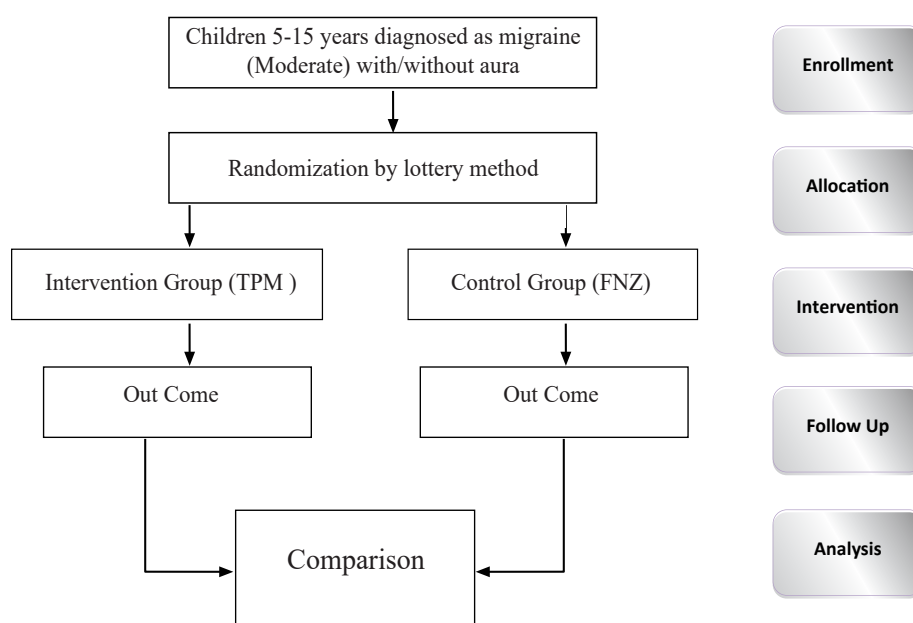 Children 5-15 years diagnosed as migraine
(Moderate) with/without aura
Enrollment
Randomization by lottery method
Allocation
Intervention Group (TPM )
Control Group (FNZ)
Intervention
Out Come
Out Come
Follow Up
Comparison
Analysis